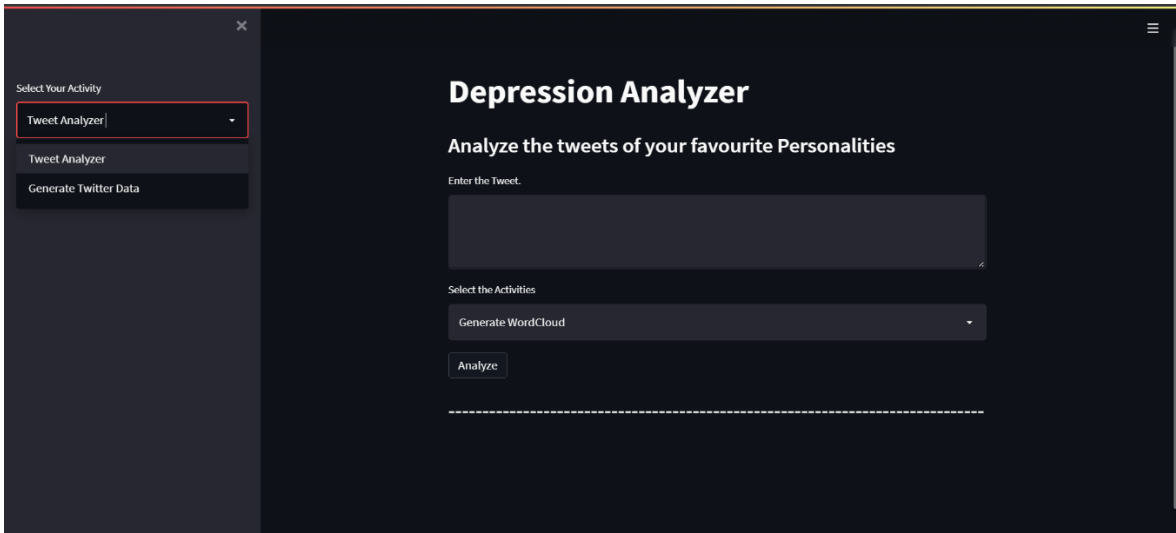 Select Your Activity
Tweet Analyzer
Tweet Analyzer
Generate Twitter Data
Depression Analyzer
Analyze the tweets of your favourite Personalities
Enter the Tweet.
Select the Activities
Generate WordCloud
Analyze
--------------------------------------------------------------------------------